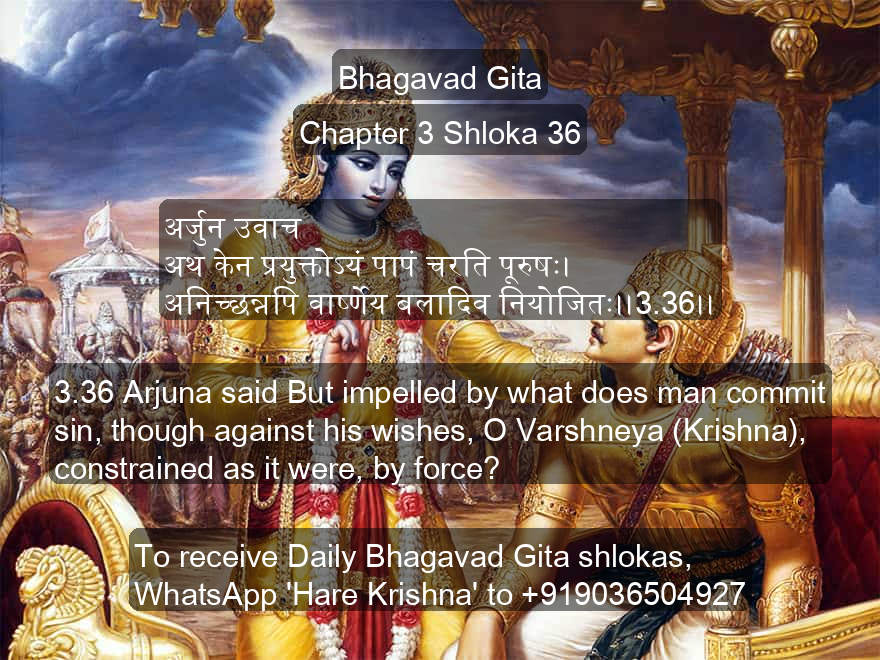 Bhagavad Gita
Chapter 3 Shloka 36
अर्जुन उवाच
अथ केन प्रयुक्तोऽयं पापं चरति पूरुषः।
अनिच्छन्नपि वार्ष्णेय बलादिव नियोजितः।।3.36।।
3.36 Arjuna said But impelled by what does man commit
sin, though against his wishes, O Varshneya (Krishna),
constrained as it were, by force?
To receive Daily Bhagavad Gita shlokas,
WhatsApp 'Hare Krishna' to +919036504927